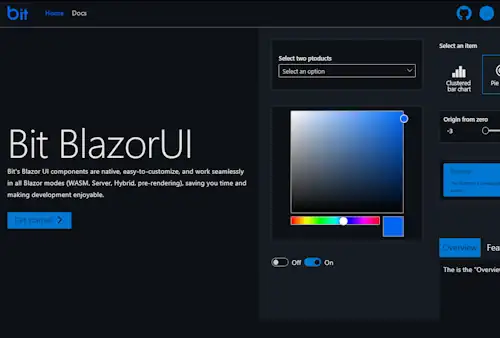 bit
Home Docs
Select two ptoducts
Select an option
Select an item
Clustered
bar chart
Pie
Origin from zero
-3
Bit BlazorUI
Bit's Blazor UI components are native, easy-to-customize, and work seamlessly
in all Blazor modes (WASM, Server, Hybrid, pre-rendering), saving you time and
making development enjoyable.
Get started
Off On
Overview Fea
The is the "Overv